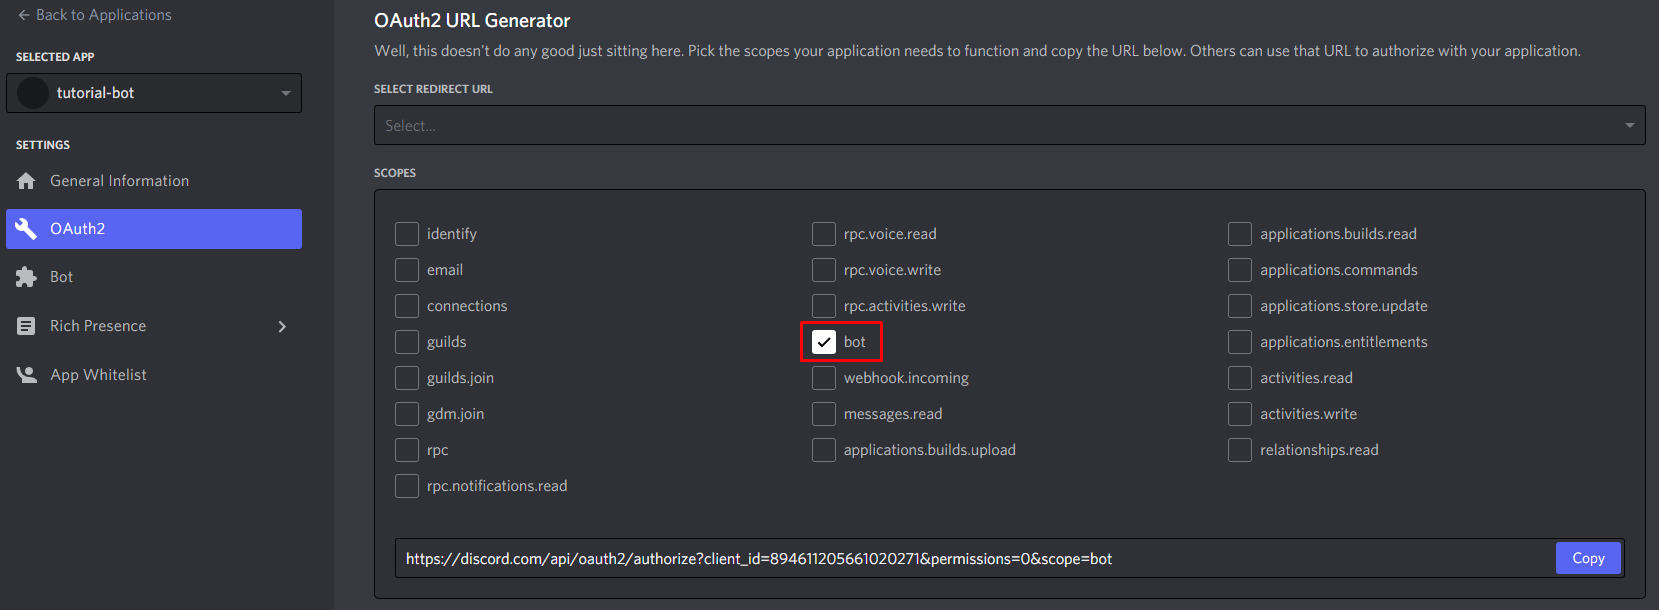 Back to Applications
SELECTED APP
tutorial-bot
SETTINGS
General Information
OAuth2
Bot
Rich Presence
App Whitelist
OAuth2 URL Generator
Well, this doesn't do any good just sitting here. Pick the scopes your application needs to function and copy the URL below. Others can use that URL to authorize with your application.
SELECT REDIRECT URL
Select...
SCOPES
identify
email
connections
guilds
guilds.join
gdm.join
rpc
rpc.notifications.read
rpc.voice.read
rpc.voice.write
rpc.activities.write
bot
webhook.incoming
messages.read
applications.builds.upload
applications.builds.read
applications.commands
applications.store.update
applications.entitlements
activities.read
activities.write
relationships.read
https://discord.com/api/oauth2/authorize?client_id=894611205661020271&permissions=0&scope=bot
Copy